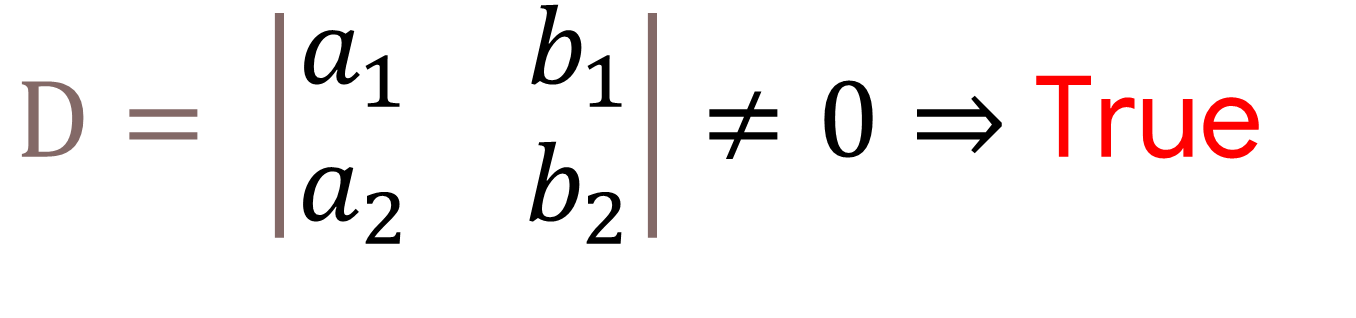 D = | a₁ b₁ | ≠ 0 ⇒ True
| a₂ b₂ |